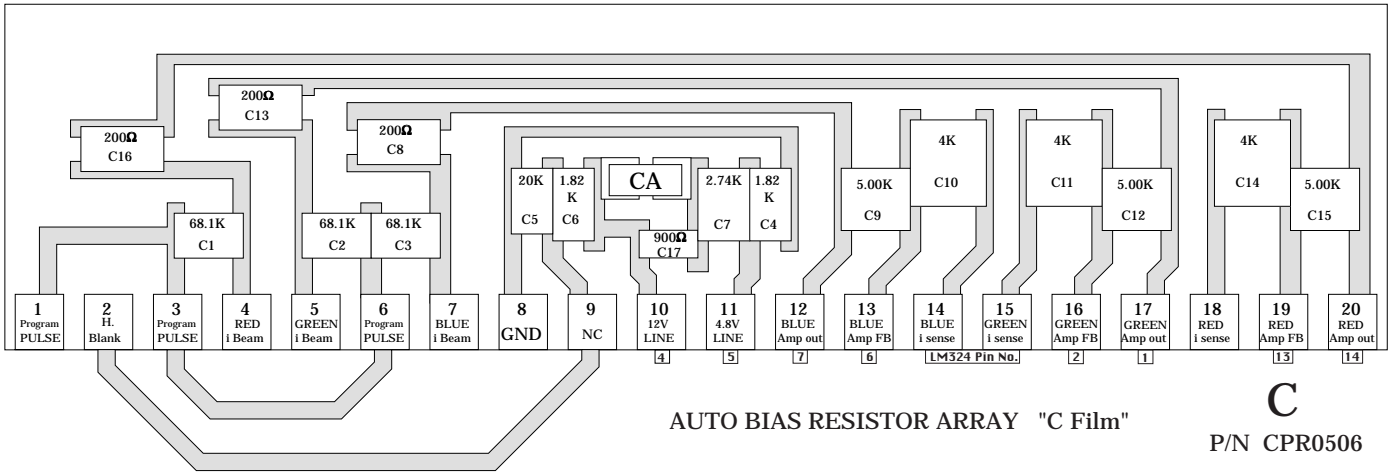 200Ω
C13
200Ω
C16
200Ω
C8
4K
C10
4K
C11
4K
C14
20K
C5
1.82
K
C6
CA
2.74K
C7
1.82
K
C4
5.00K
C9
5.00K
C12
5.00K
C15
68.1K
C1
68.1K
C2
68.1K
C3
900Ω
C17
1
Program
PULSE
2
H.
Blank
3
Program
PULSE
4
RED
i Beam
5
GREEN
i Beam
6
Program
PULSE
7
BLUE
i Beam
8
GND
9
NC
10
12V
LINE
11
4.8V
LINE
12
BLUE
Amp out
13
BLUE
Amp FB
14
BLUE
i sense
15
GREEN
i sense
16
GREEN
Amp FB
17
GREEN
Amp out
18
RED
i sense
19
RED
Amp FB
20
RED
Amp out
4
5
7
6
LM324 Pin No.
2
1
13
14
AUTO BIAS RESISTOR ARRAY "C Film"
C
P/N CPR0506